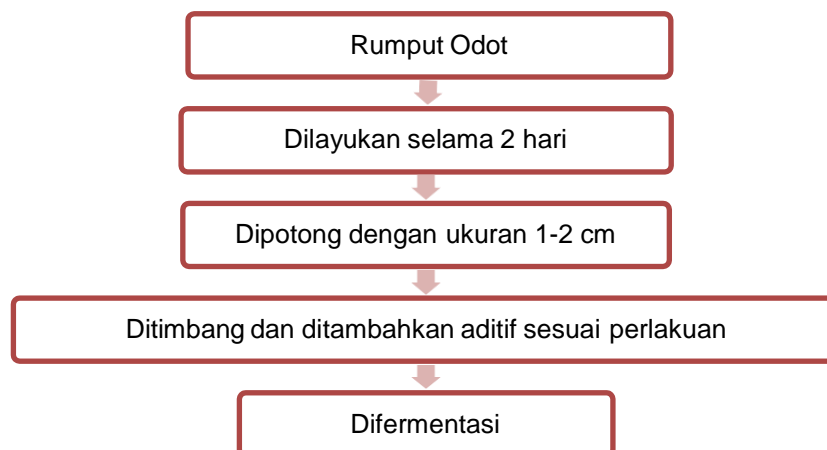 Rumput Odot
Dilayukan selama 2 hari
Dipotong dengan ukuran 1-2 cm
Ditimbang dan ditambahkan aditif sesuai perlakuan
Difermentasi